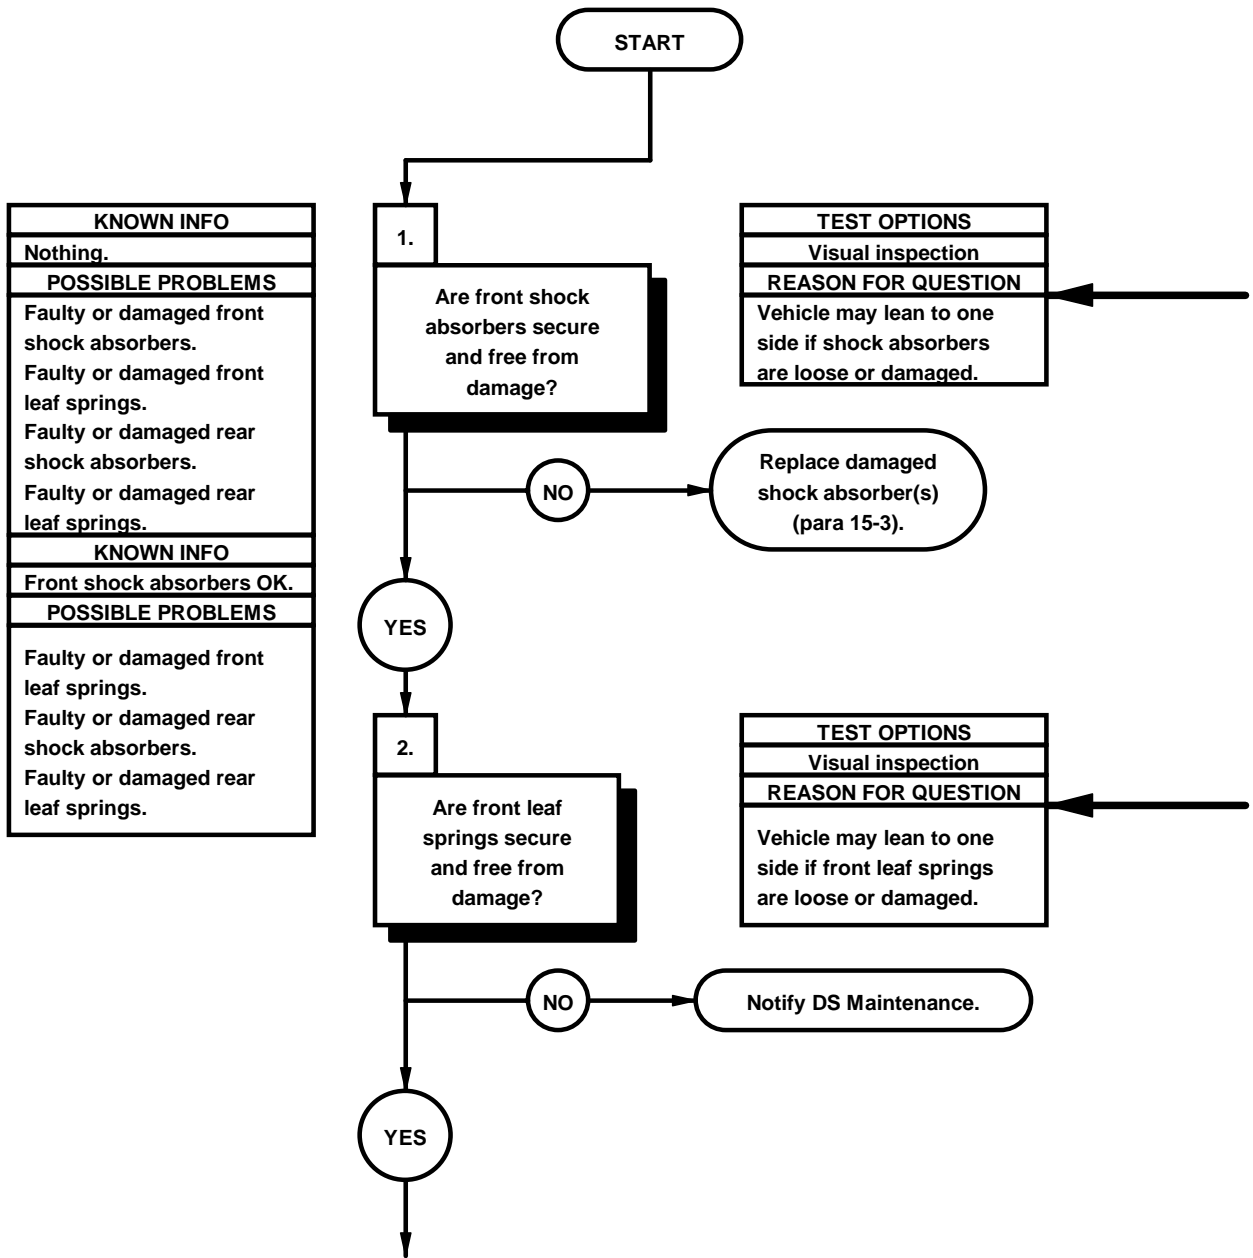 START
KNOWN INFO
Nothing.
POSSIBLE PROBLEMS
Faulty or damaged front
shock absorbers.
Faulty or damaged front
leaf springs.
Faulty or damaged rear
shock absorbers.
Faulty or damaged rear
leaf springs.
1.
Are front shock
absorbers secure
and free from
damage?
TEST OPTIONS
Visual inspection
REASON FOR QUESTION
Vehicle may lean to one
side if shock absorbers
are loose or damaged.
NO
Replace damaged
shock absorber(s)
(para 15-3).
YES
KNOWN INFO
Front shock absorbers OK.
POSSIBLE PROBLEMS
Faulty or damaged front
leaf springs.
Faulty or damaged rear
shock absorbers.
Faulty or damaged rear
leaf springs.
2.
Are front leaf
springs secure
and free from
damage?
TEST OPTIONS
Visual inspection
REASON FOR QUESTION
Vehicle may lean to one
side if front leaf springs
are loose or damaged.
NO
Notify DS Maintenance.
YES